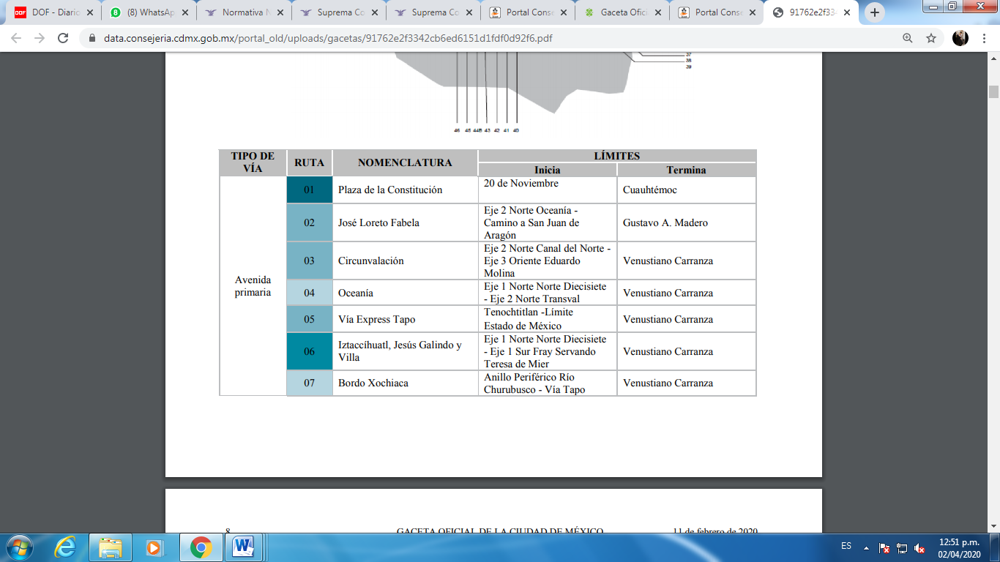 DOF - Diario
(8) WhatsAp
Normativa N
Suprema Co
Suprema Co
Portal Conse
Gaceta Ofici
Portal Conse
91762e2f334
data.consejeria.cdmx.gob.mx/portal_old/uploads/gacetas/91762e2f3342cb6ed6151d1fdf0d92f6.pdf
37
38
39
46 45 44B 43 42 41 40
TIPO DE
VÍA
RUTA
NOMENCLATURA
LÍMITES
Inicia
Termina
Avenida
primaria
01
Plaza de la Constitución
20 de Noviembre
Cuauhtémoc
02
José Loreto Fabela
Eje 2 Norte Oceanía -
Camino a San Juan de
Aragón
Gustavo A. Madero
03
Circunvalación
Eje 2 Norte Canal del Norte -
Eje 3 Oriente Eduardo
Molina
Venustiano Carranza
04
Oceanía
Eje 1 Norte Norte Diecisiete
- Eje 2 Norte Transval
Venustiano Carranza
05
Vía Express Tapo
Tenochtitlan -Límite
Estado de México
Venustiano Carranza
06
Iztaccíhuatl, Jesús Galindo y
Villa
Eje 1 Norte Norte Diecisiete
- Eje 1 Sur Fray Servando
Teresa de Mier
Venustiano Carranza
07
Bordo Xochiaca
Anillo Periférico Río
Churubusco - Vía Tapo
Venustiano Carranza
8 GACETA OFICIAL DE LA CIUDAD DE MÉXICO 11 de febrero de 2020
ES
12:51 p.m.
02/04/2020